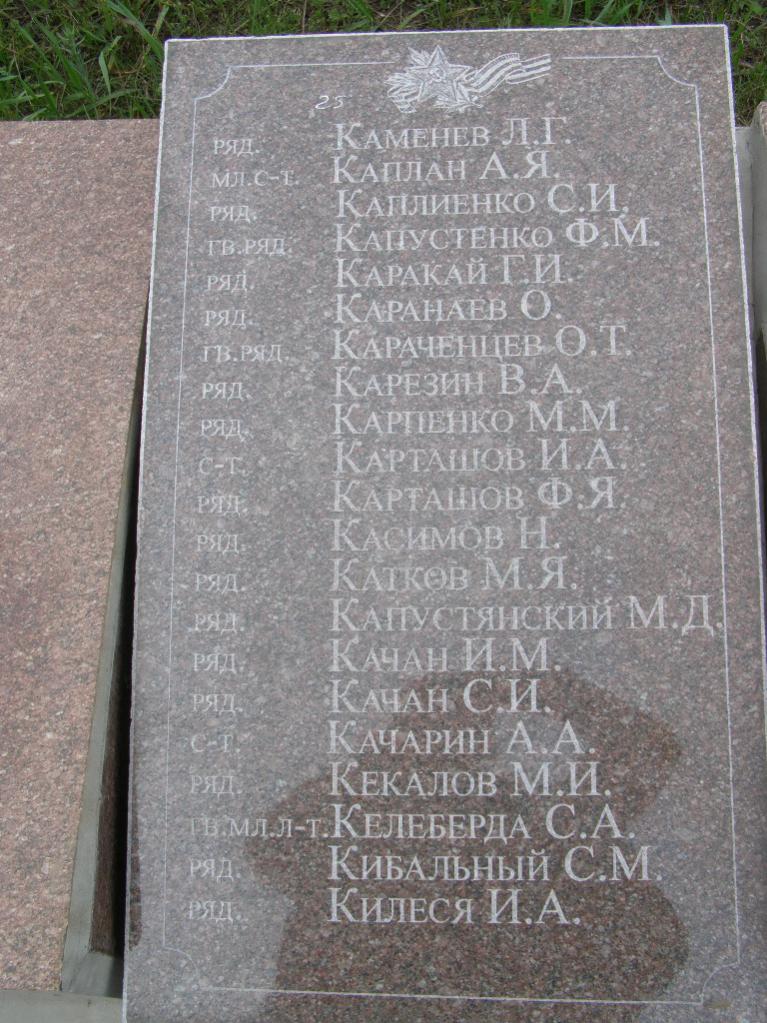 25
РЯД. КАМЕНЕВ Л.Г.
МЛ.С-Т. КАПЛАН А.Я.
РЯД. КАПЛИЕНКО С.И.
ГВ.РЯД. КАПУСТЕНКО Ф.М.
РЯД. КАРАКАЙ Г.И.
РЯД. КАРАНАЕВ О.
ГВ.РЯД. КАРАЧЕНЦЕВ О.Т.
РЯД. КАРЕЗИН В.А.
РЯД. КАРПЕНКО М.М.
С-Т. КАРТАШОВ И.А.
РЯД. КАРТАШОВ Ф.Я.
РЯД. КАСИМОВ Н.
РЯД. КАТКОВ М.Я.
РЯД. КАПУСТЯНСКИЙ М.Д.
РЯД. КАЧАН И.М.
РЯД. КАЧАН С.И.
С-Т. КАЧАРИН А.А.
РЯД. КЕКАЛОВ М.И.
ГВ.МЛ.Л-Т. КЕЛЕБЕРДА С.А.
РЯД. КИБАЛЬНЫЙ С.М.
РЯД. КИЛЕСЯ И.А.